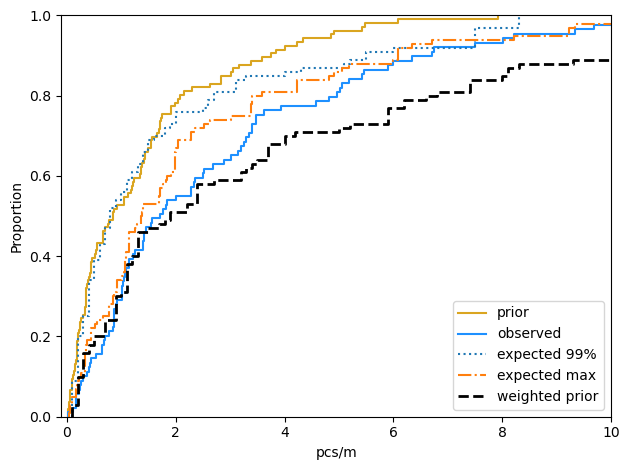 1.0
0.8
0.6
0.4
0.2
0.0
Proportion
prior
observed
expected 99%
expected max
weighted prior
0 2 4 6 8 10
pcs/m